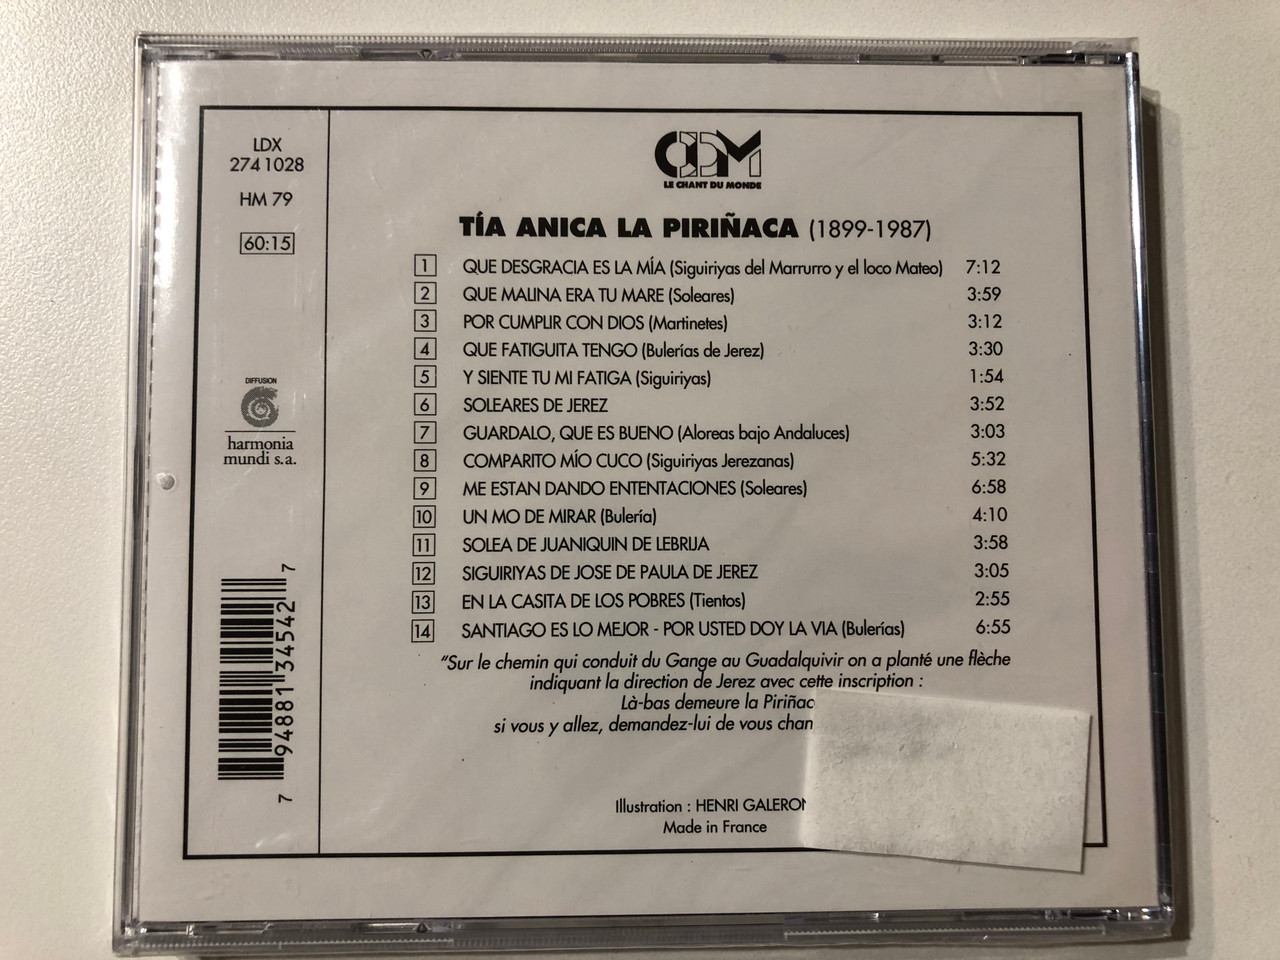 LDX
2741028
HM 79
60:15
DIFFUSION
harmonia
mundi s.a.
7 94881 34542 7
CDM
LE CHANT DU MONDE
TÍA ANICA LA PIRIÑACA (1899-1987)
1 QUE DESGRACIA ES LA MÍA (Siguiriyas del Marrurro y el loco Mateo) 7:12
2 QUE MALINA ERA TU MARE (Soleares) 3:59
3 POR CUMPLIR CON DIOS (Martinetes) 3:12
4 QUE FATIGUITA TENGO (Bulerías de Jerez) 3:30
5 Y SIENTE TU MI FATIGA (Siguiriyas) 1:54
6 SOLEARES DE JEREZ 3:52
7 GUARDALO, QUE ES BUENO (Aloreas bajo Andaluces) 3:03
8 COMPARITO MÍO CUCO (Siguiriyas Jerezanas) 5:32
9 ME ESTAN DANDO ENTENTACIONES (Soleares) 6:58
10 UN MO DE MIRAR (Bulería) 4:10
11 SOLEA DE JUANIQUIN DE LEBRIJA 3:58
12 SIGUIRIYAS DE JOSE DE PAULA DE JEREZ 3:05
13 EN LA CASITA DE LOS POBRES (Tientos) 2:55
14 SANTIAGO ES LO MEJOR - POR USTED DOY LA VIA (Bulerías) 6:55
"Sur le chemin qui conduit du Gange au Guadalquivir on a planté une flèche
indiquant la direction de Jerez avec cette inscription :
Là-bas demeure la
si vous y allez, demandez-lui de vous
Illustration : HENRI
Made in France